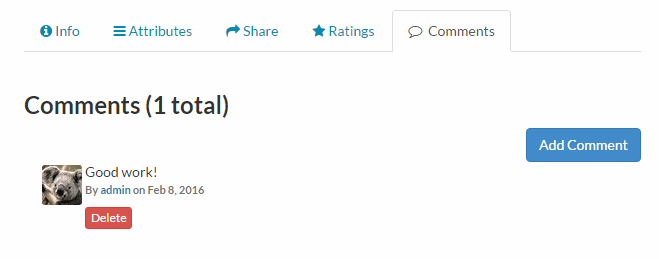 Info Attributes Share Ratings Comments
Comments (1 total)
Add Comment
Good work!
By admin on Feb 8, 2016
Delete